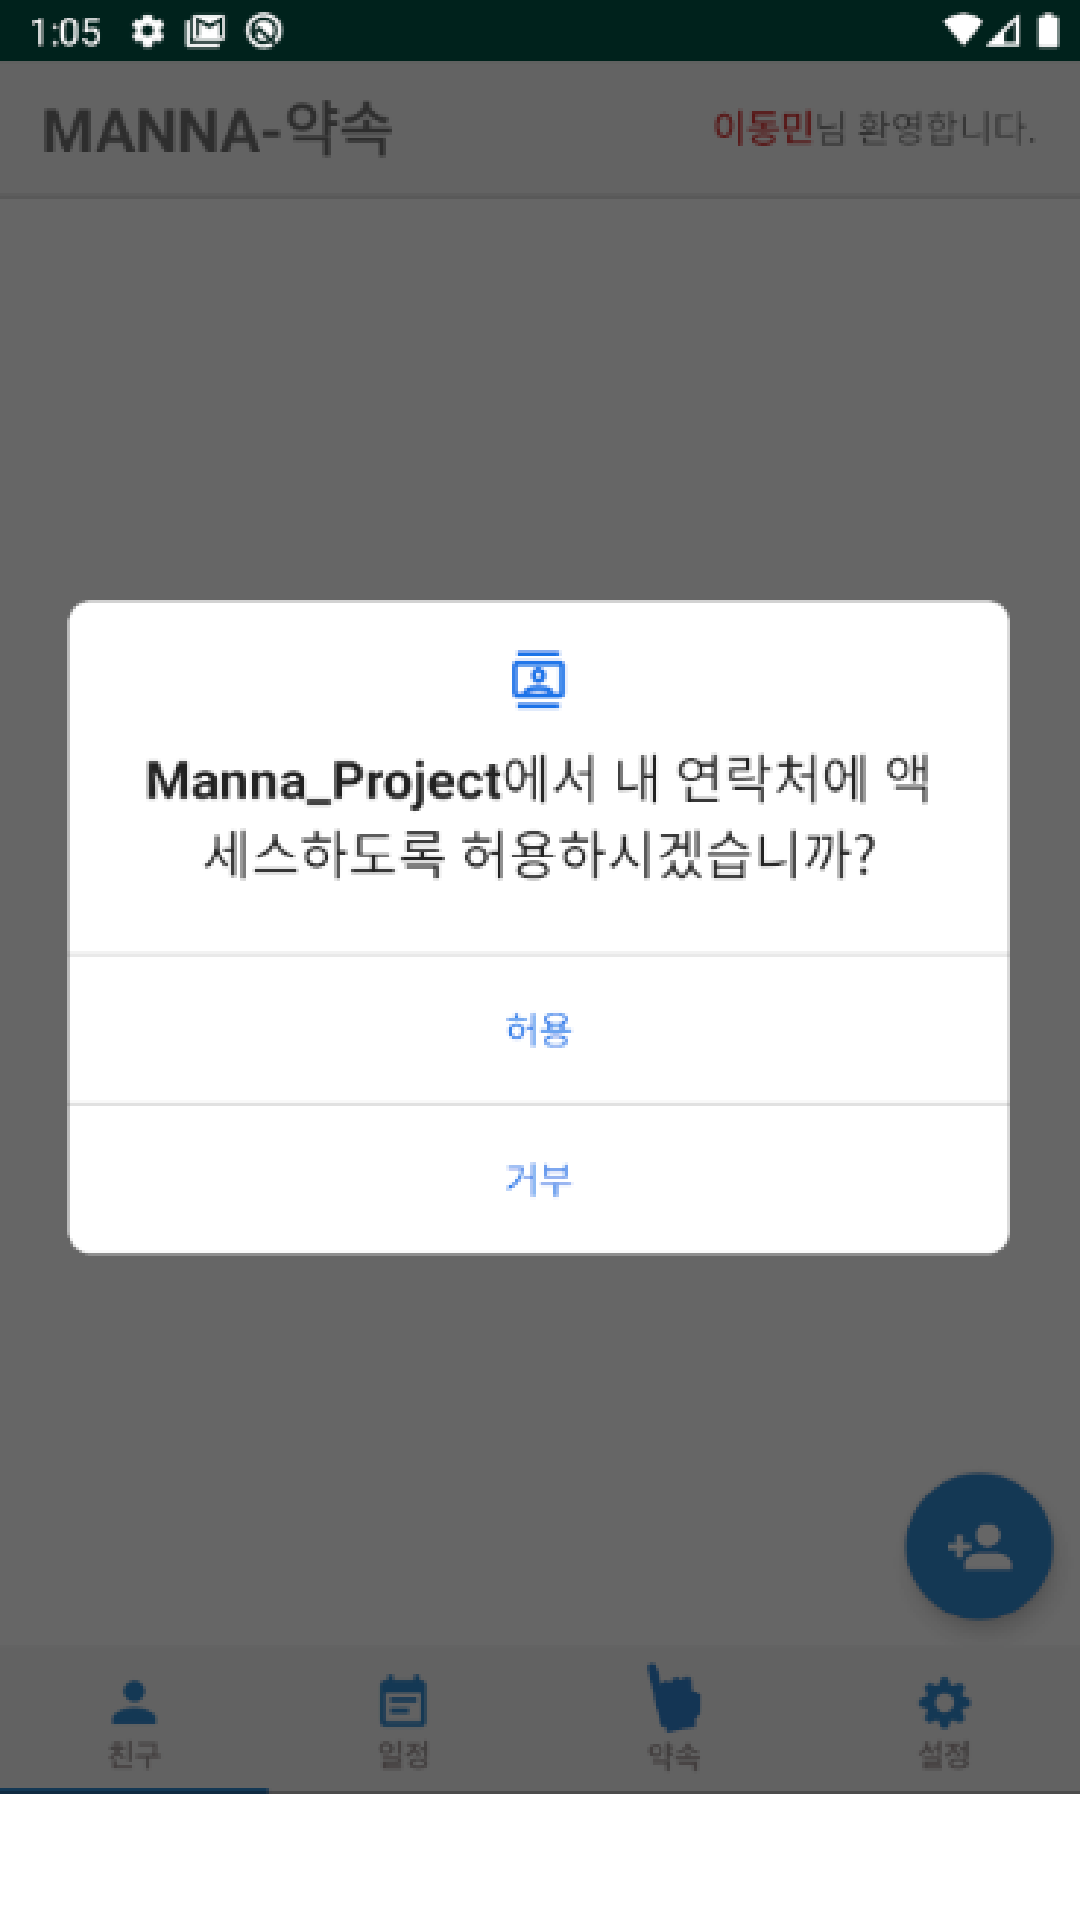 1:05
MANNA-약속
이동민님 환영합니다.
Manna_Project에서 내 연락처에 액
세스하도록 허용하시겠습니까?
허용
거부
친구 일정 약속 설정